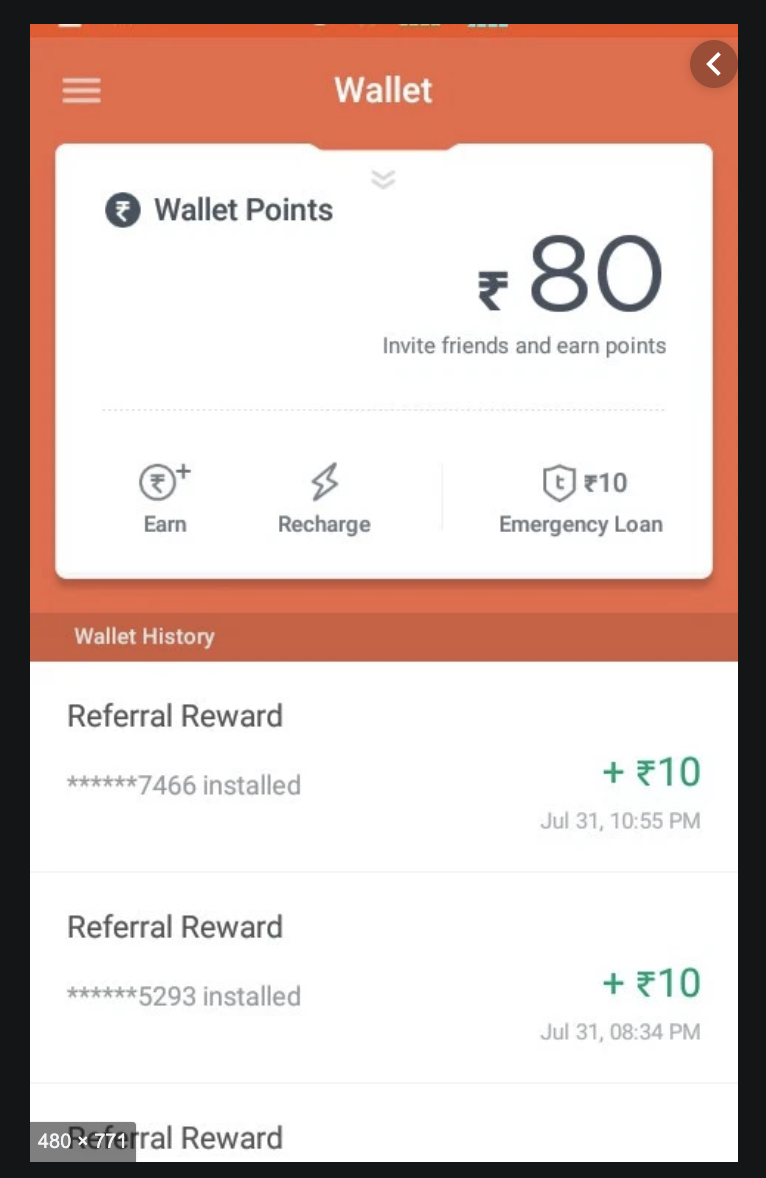 Wallet
₹ Wallet Points
₹ 80
Invite friends and earn points
₹+
Earn
Recharge
t ₹10
Emergency Loan
Wallet History
Referral Reward
******7466 installed
+ ₹10
Jul 31, 10:55 PM
Referral Reward
******5293 installed
+ ₹10
Jul 31, 08:34 PM
Referral Reward
480 × 771